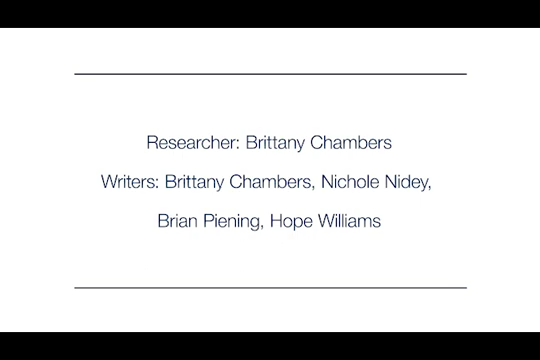 Researcher: Brittany Chambers
Writers: Brittany Chambers, Nichole Nidey,
Brian Piening, Hope Williams